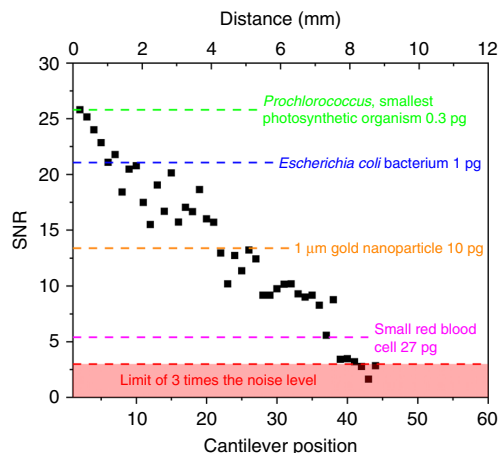 Distance (mm)
0 2 4 6 8 10 12
30
25
20
15
10
5
0
SNR
Prochlorococcus, smallest
photosynthetic organism 0.3 pg
Escherichia coli bacterium 1 pg
1 μm gold nanoparticle 10 pg
Small red blood
cell 27 pg
Limit of 3 times the noise level
10 20 30 40 50 60
Cantilever position